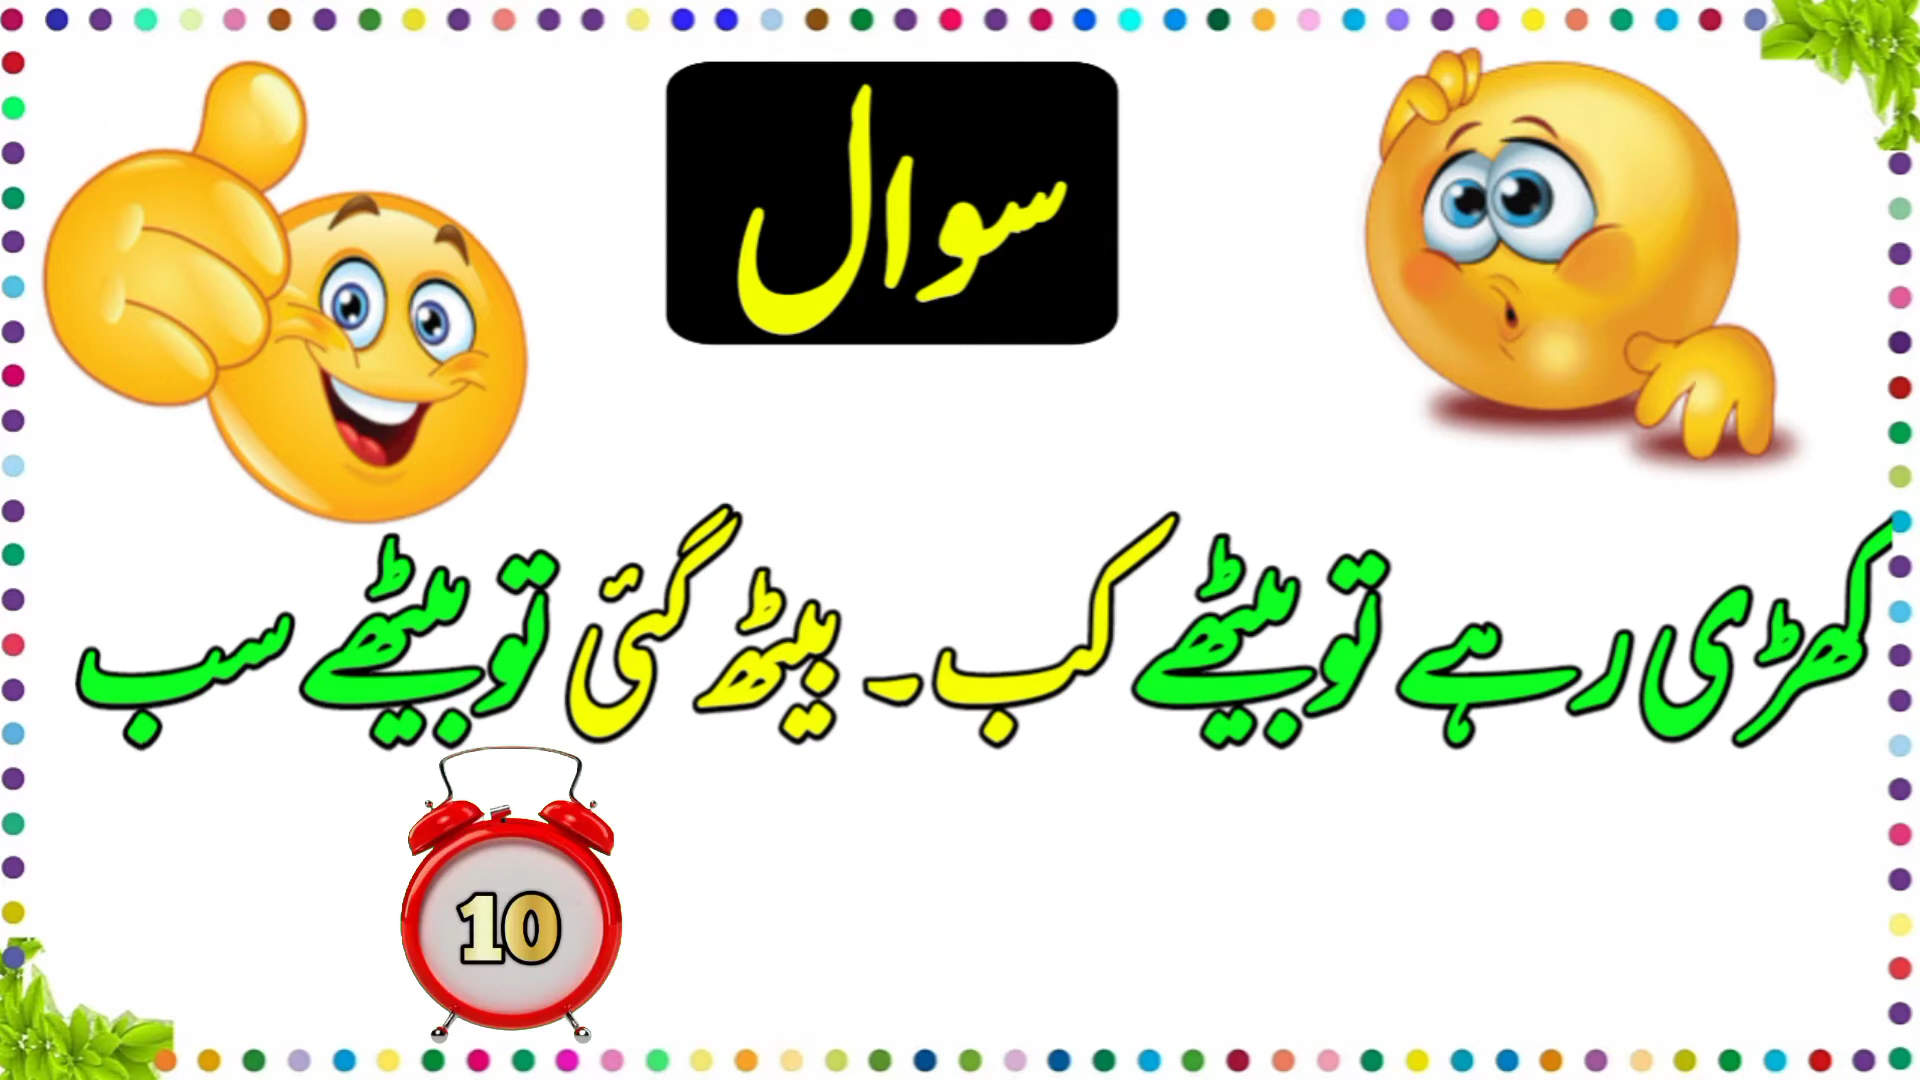 سوال
کھڑی رہے تو بیٹھے کب ۔ بیٹھ گئی تو بیٹھے سب
10